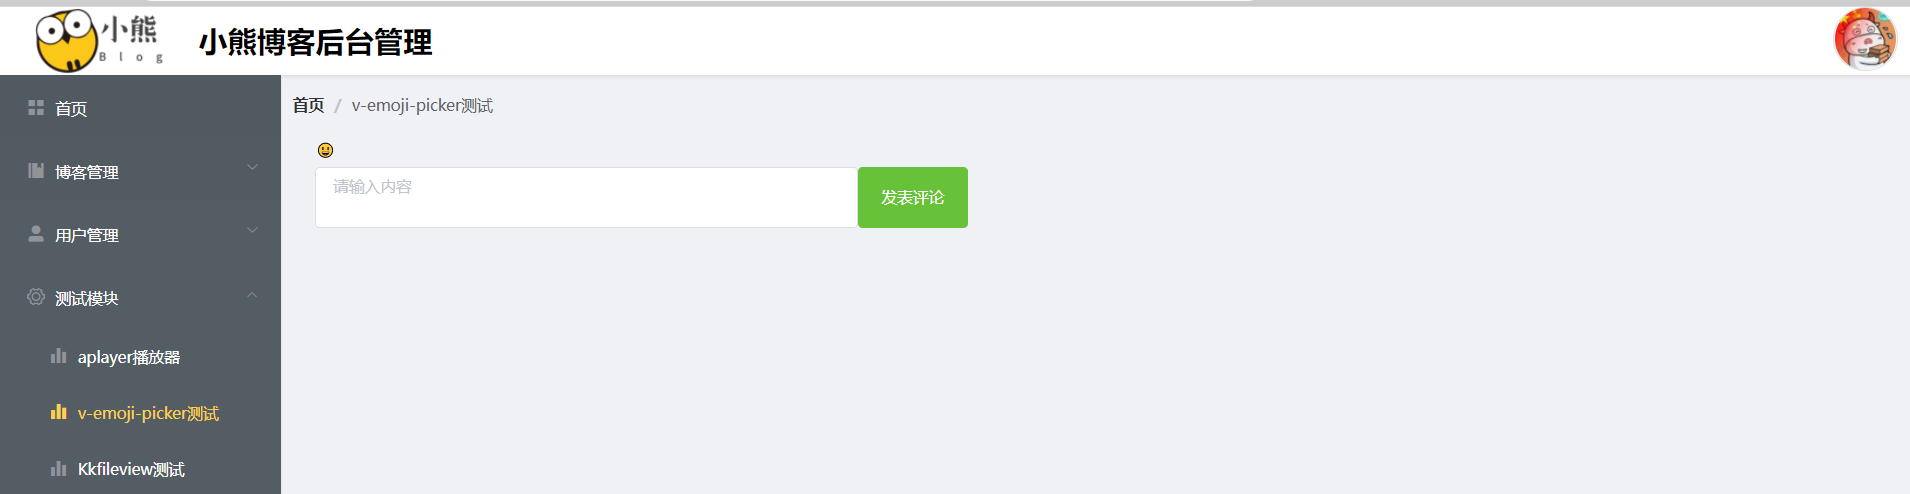 小熊
Blog
小熊博客后台管理
首页
博客管理
用户管理
测试模块
aplayer播放器
v-emoji-picker测试
Kkfileview测试
首页 / v-emoji-picker测试
请输入内容
发表评论